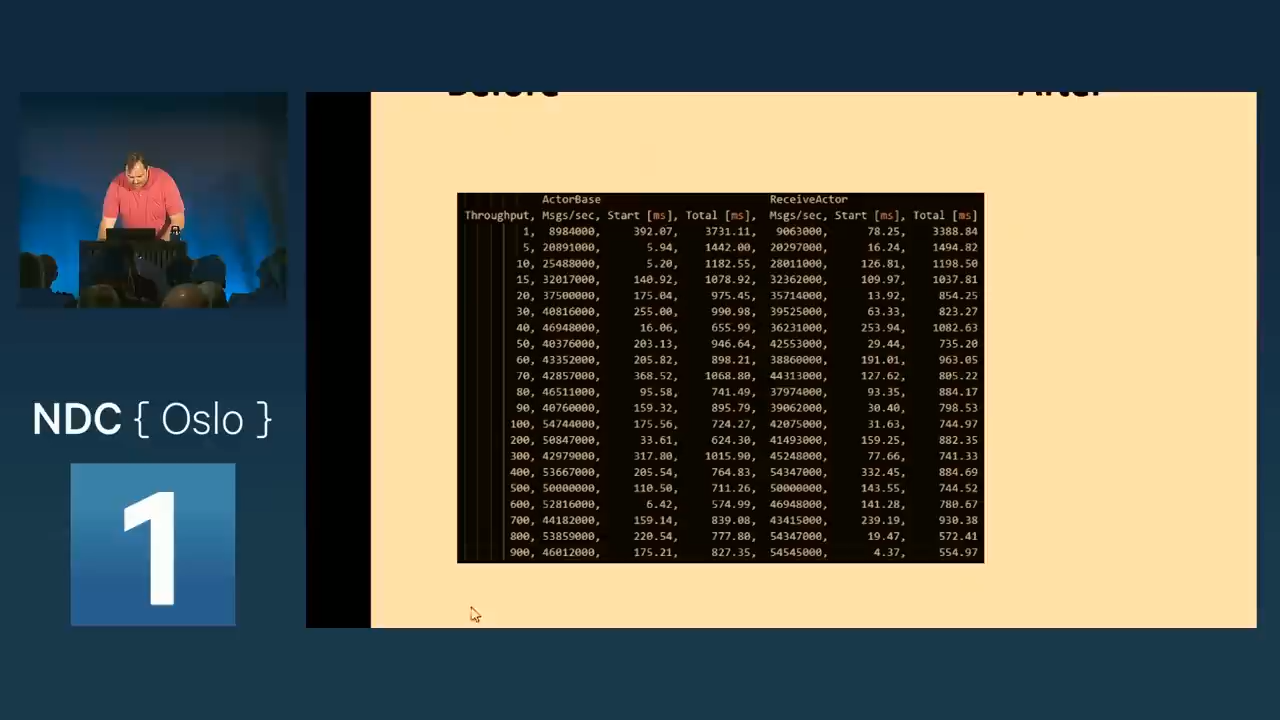 Before After
ActorBase ReceiveActor
Throughput, Msgs/sec, Start [ms], Total [ms], Msgs/sec, Start [ms], Total [ms]
1, 8984000, 392.07, 3731.11, 9063000, 78.25, 3388.84
5, 20891000, 5.94, 1442.00, 20297000, 16.24, 1494.82
10, 25488000, 5.20, 1182.55, 28011000, 126.81, 1198.50
15, 32017000, 140.92, 1078.92, 32362000, 109.97, 1037.81
20, 37500000, 175.04, 975.45, 35714000, 13.92, 854.25
30, 40816000, 255.00, 990.98, 39525000, 63.33, 823.27
40, 46948000, 16.06, 655.99, 36231000, 253.94, 1082.63
50, 40376000, 203.13, 946.64, 42553000, 29.44, 735.20
60, 43352000, 205.82, 898.21, 38860000, 191.01, 963.05
70, 42857000, 368.52, 1068.80, 44313000, 127.62, 805.22
80, 46511000, 95.58, 741.49, 37974000, 93.35, 884.17
90, 40760000, 159.32, 895.79, 39062000, 30.40, 798.53
100, 54744000, 175.56, 724.27, 42075000, 31.63, 744.97
200, 50847000, 33.61, 624.30, 41493000, 159.25, 882.35
300, 42979000, 317.80, 1015.90, 45248000, 77.66, 741.33
400, 53667000, 205.54, 764.83, 54347000, 332.45, 884.69
500, 50000000, 110.50, 711.26, 50000000, 143.55, 744.52
600, 52816000, 6.42, 574.99, 46948000, 141.28, 780.67
700, 44182000, 159.14, 839.08, 43415000, 239.19, 930.38
800, 53859000, 220.54, 777.80, 54347000, 19.47, 572.41
900, 46012000, 175.21, 827.35, 54545000, 4.37, 554.97
NDC { Oslo }
1